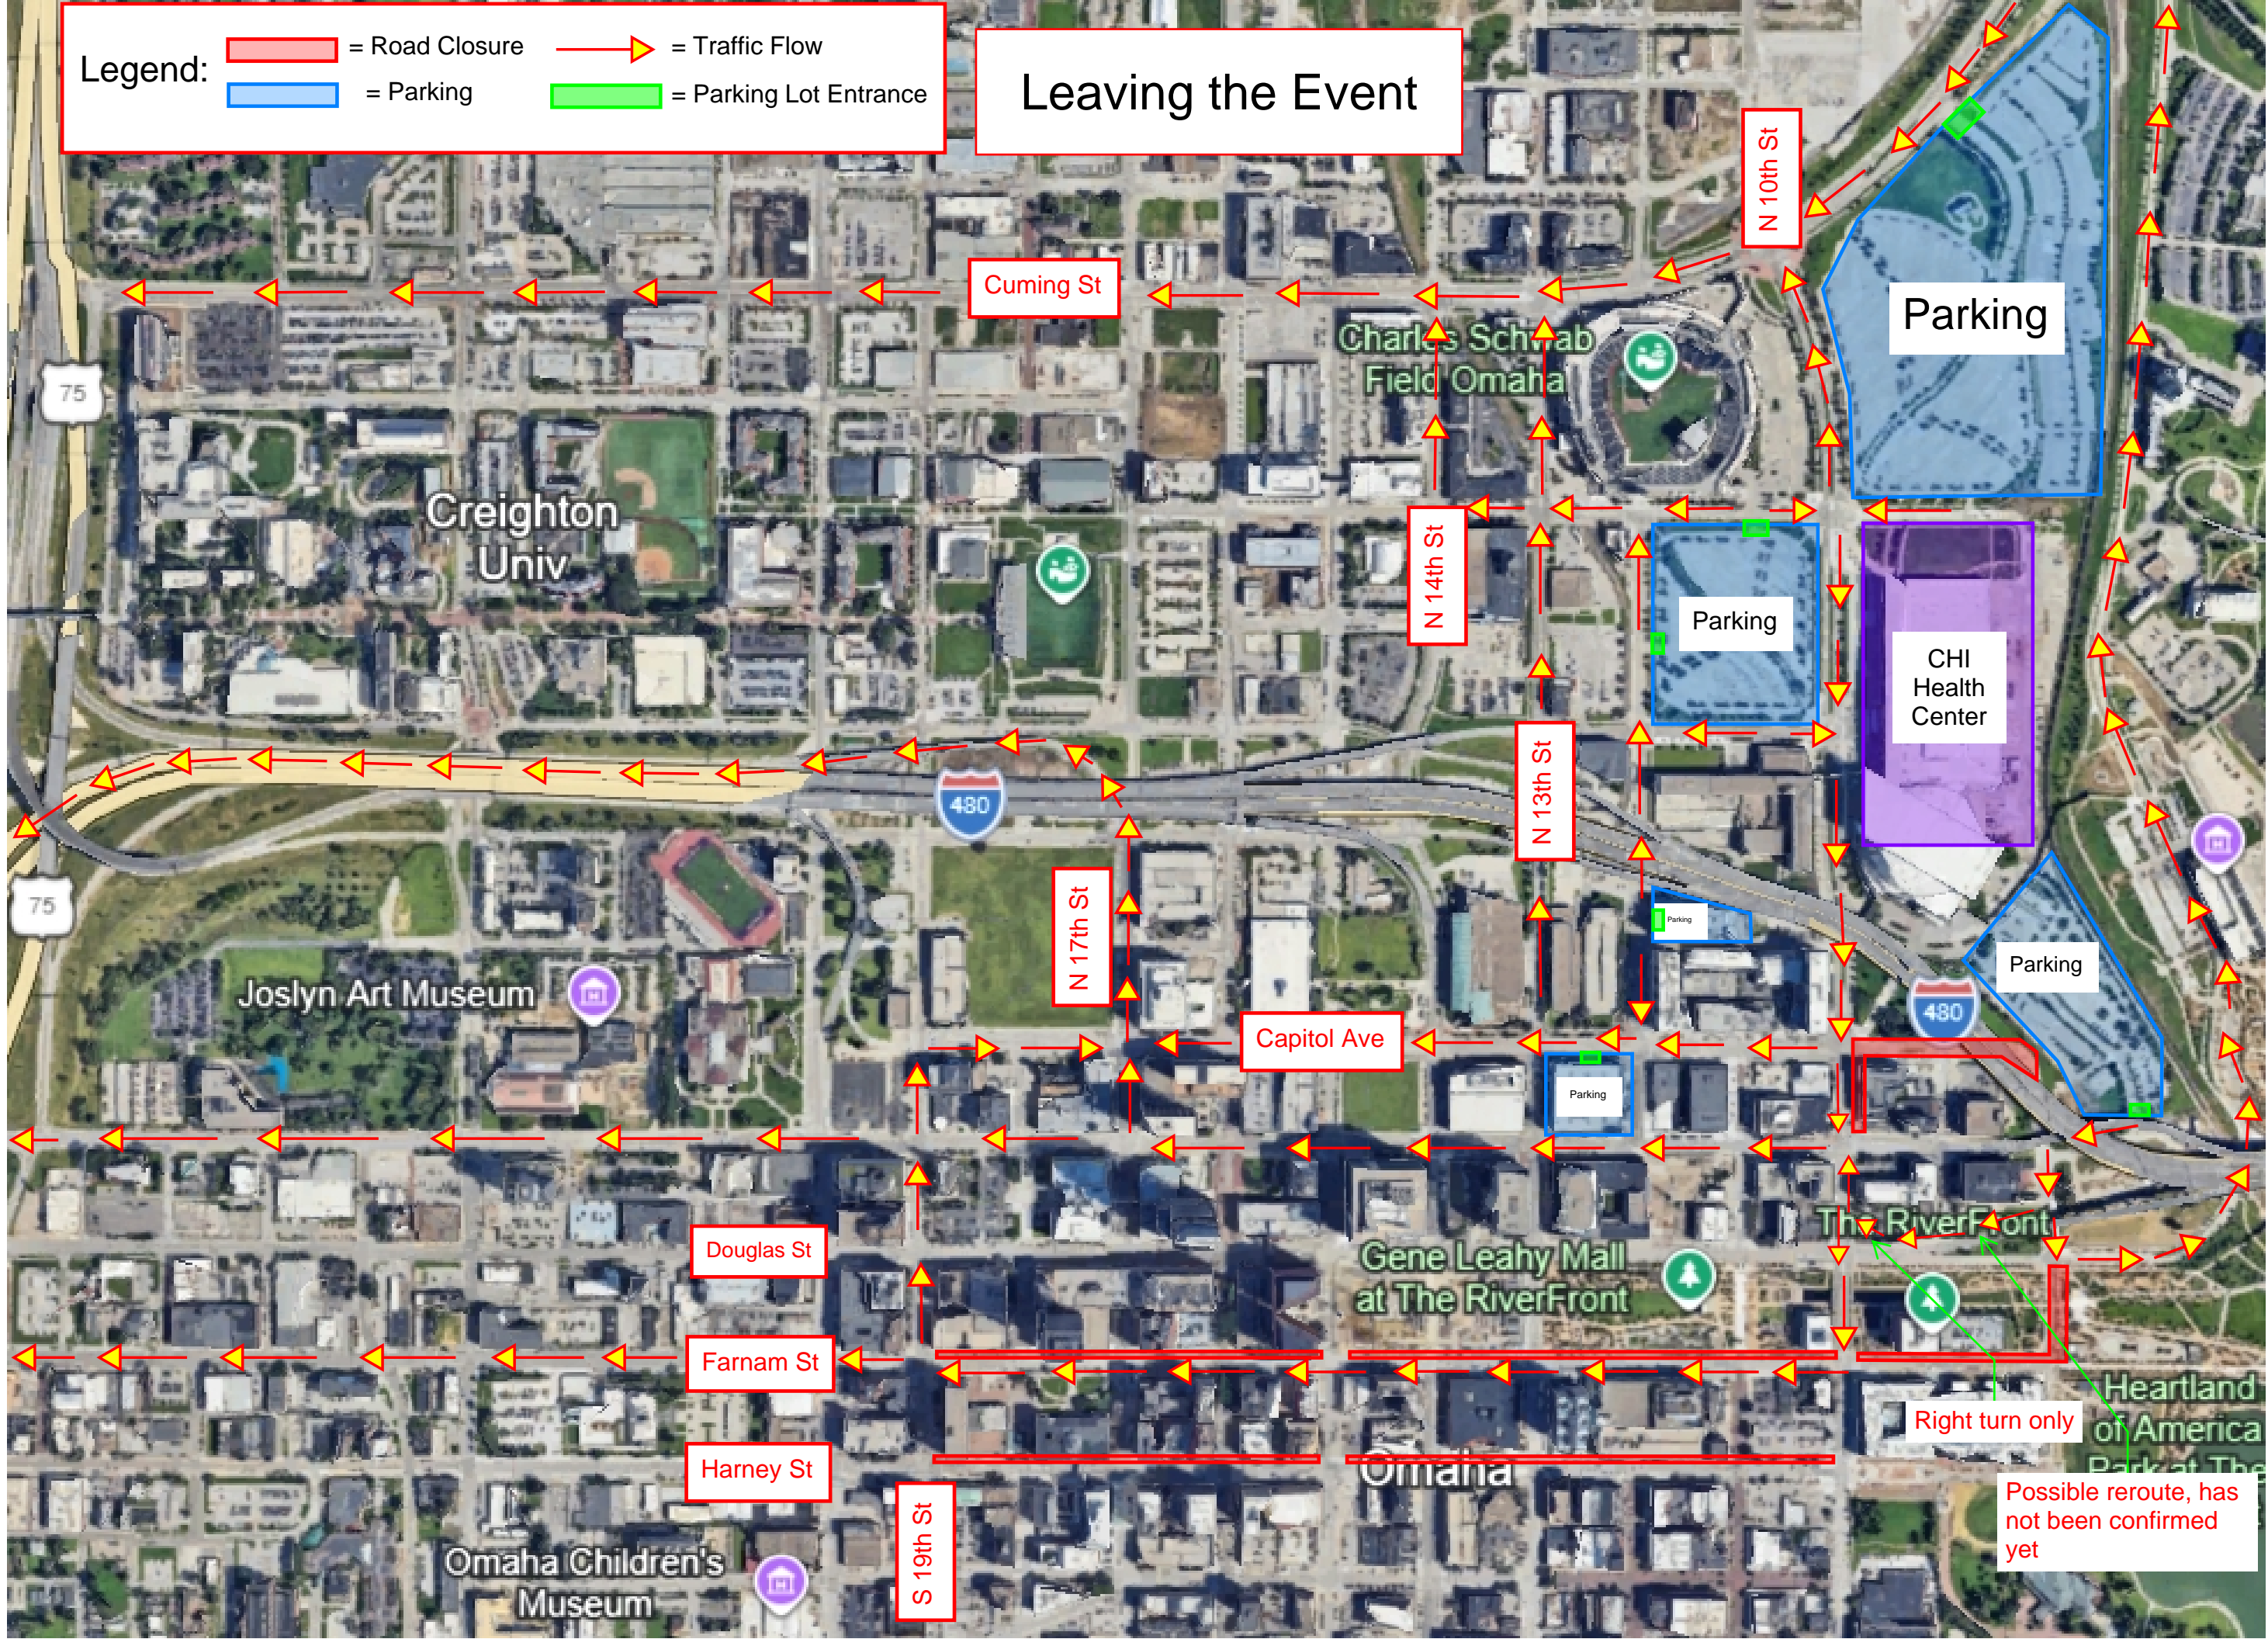 Legend:
= Road Closure
= Traffic Flow
= Parking
= Parking Lot Entrance
Leaving the Event
N 10th St
Cuming St
Charles Schwab
Field Omaha
Parking
75
Creighton
Univ
N 14th St
Parking
CHI
Health
Center
480
N 13th St
75
N 17th St
Parking
Parking
Joslyn Art Museum
480
Capitol Ave
Parking
The RiverFront
Douglas St
Gene Leahy Mall
at The RiverFront
Farnam St
Heartland
of America
Park at The
Right turn only
Harney St
Omaha
S 19th St
Possible reroute, has
not been confirmed
yet
Omaha Children's
Museum